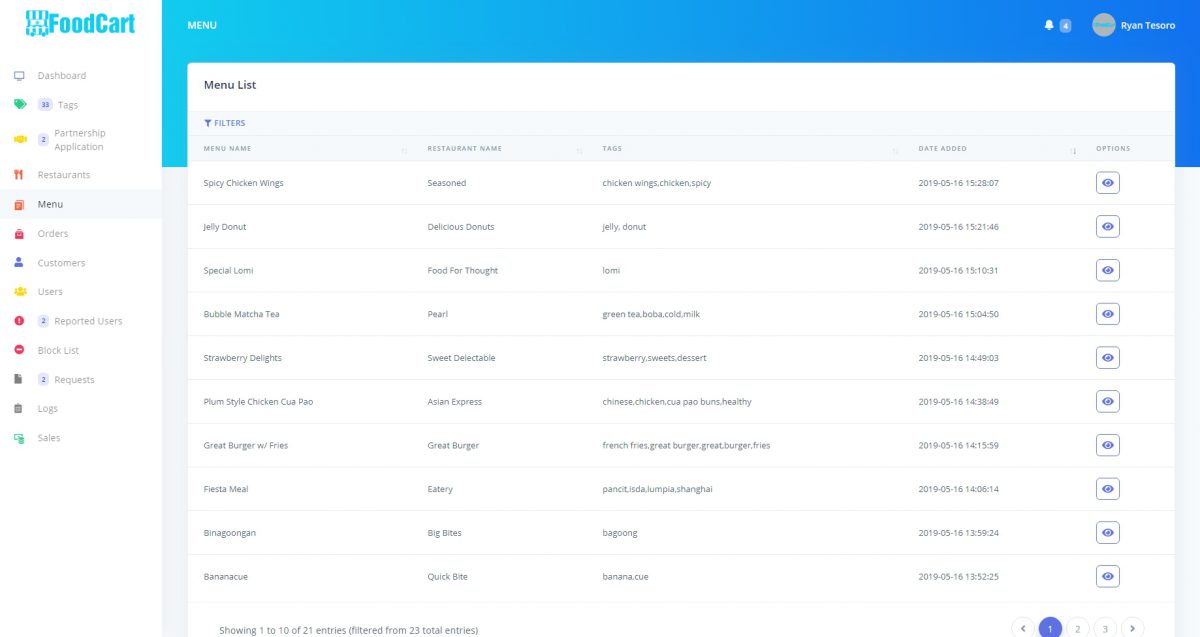 FoodCart
MENU
4
Ryan Tesoro
Dashboard
33 Tags
2 Partnership
Application
Restaurants
Menu
Orders
Customers
Users
2 Reported Users
Block List
2 Requests
Logs
Sales
Menu List
FILTERS
MENU NAME RESTAURANT NAME TAGS DATE ADDED OPTIONS
Spicy Chicken Wings Seasoned chicken wings,chicken,spicy 2019-05-16 15:28:07
Jelly Donut Delicious Donuts jelly, donut 2019-05-16 15:21:46
Special Lomi Food For Thought lomi 2019-05-16 15:10:31
Bubble Matcha Tea Pearl green tea,boba,cold,milk 2019-05-16 15:04:50
Strawberry Delights Sweet Delectable strawberry,sweets,dessert 2019-05-16 14:49:03
Plum Style Chicken Cua Pao Asian Express chinese,chicken,cua pao buns,healthy 2019-05-16 14:38:49
Great Burger w/ Fries Great Burger french fries,great burger,great,burger,fries 2019-05-16 14:15:59
Fiesta Meal Eatery pancit,isda,lumpia,shanghai 2019-05-16 14:06:14
Binagoongan Big Bites bagoong 2019-05-16 13:59:24
Bananacue Quick Bite banana,cue 2019-05-16 13:52:25
Showing 1 to 10 of 21 entries (filtered from 23 total entries)
1 2 3